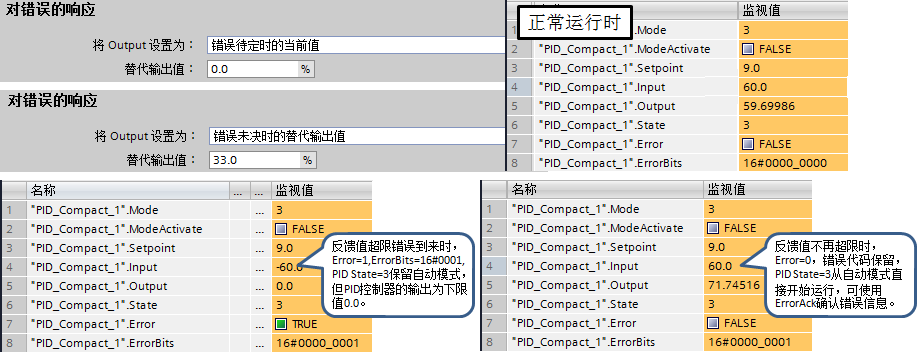 对错误的响应
将 Output 设置为： 错误待定时的当前值
替代输出值： 0.0 %
对错误的响应
将 Output 设置为： 错误未决时的替代输出值
替代输出值： 33.0 %
正常运行时
监视值
1 .Mode 3
2 "PID_Compact_1".ModeActivate FALSE
3 "PID_Compact_1".Setpoint 9.0
4 "PID_Compact_1".Input 60.0
5 "PID_Compact_1".Output 59.69986
6 "PID_Compact_1".State 3
7 "PID_Compact_1".Error FALSE
8 "PID_Compact_1".ErrorBits 16#0000_0000
名称 ... ... 监视值
1 "PID_Compact_1".Mode ... 3
2 "PID_Compact_1".ModeActivate ... FALSE
3 "PID_Compact_1".Setpoint ... 9.0
4 "PID_Compact_1".Input ... -60.0
5 "PID_Compact_1".Output ... 0.0
6 "PID_Compact_1".State ... 3
7 "PID_Compact_1".Error ... TRUE
8 "PID_Compact_1".ErrorBits ... 16#0000_0001
反馈值超限错误到来时，
Error=1,ErrorBits=16#0001,
PID State=3保留自动模式，
但PID控制器的输出为下限
值0.0。
名称 监视值
1 "PID_Compact_1".Mode 3
2 "PID_Compact_1".ModeActivate FALSE
3 "PID_Compact_1".Setpoint 9.0
4 "PID_Compact_1".Input 60.0
5 "PID_Compact_1".Output 71.74516
6 "PID_Compact_1".State 3
7 "PID_Compact_1".Error FALSE
8 "PID_Compact_1".ErrorBits 16#0000_0001
反馈值不再超限时，
Error=0，错误代码保留，
PID State=3从自动模式直
接开始运行，可使用
ErrorAck确认错误信息。